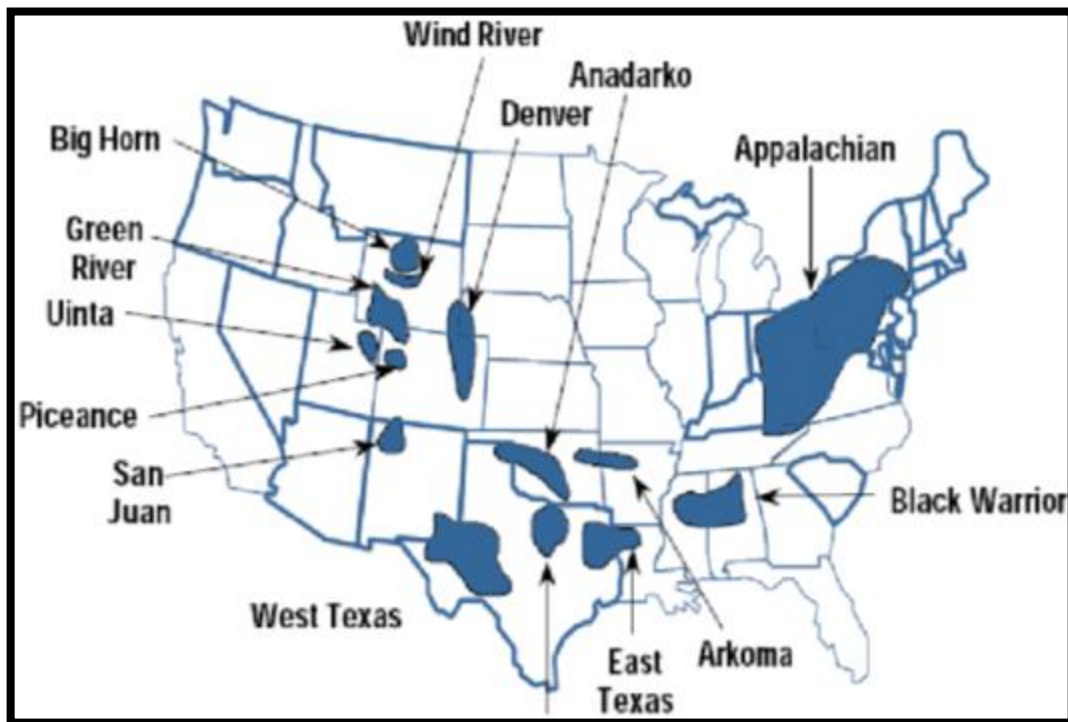 Wind River
Anadarko
Denver
Big Horn
Appalachian
Green
River
Uinta
Piceance
San
Juan
Black Warrior
West Texas
East
Texas
Arkoma